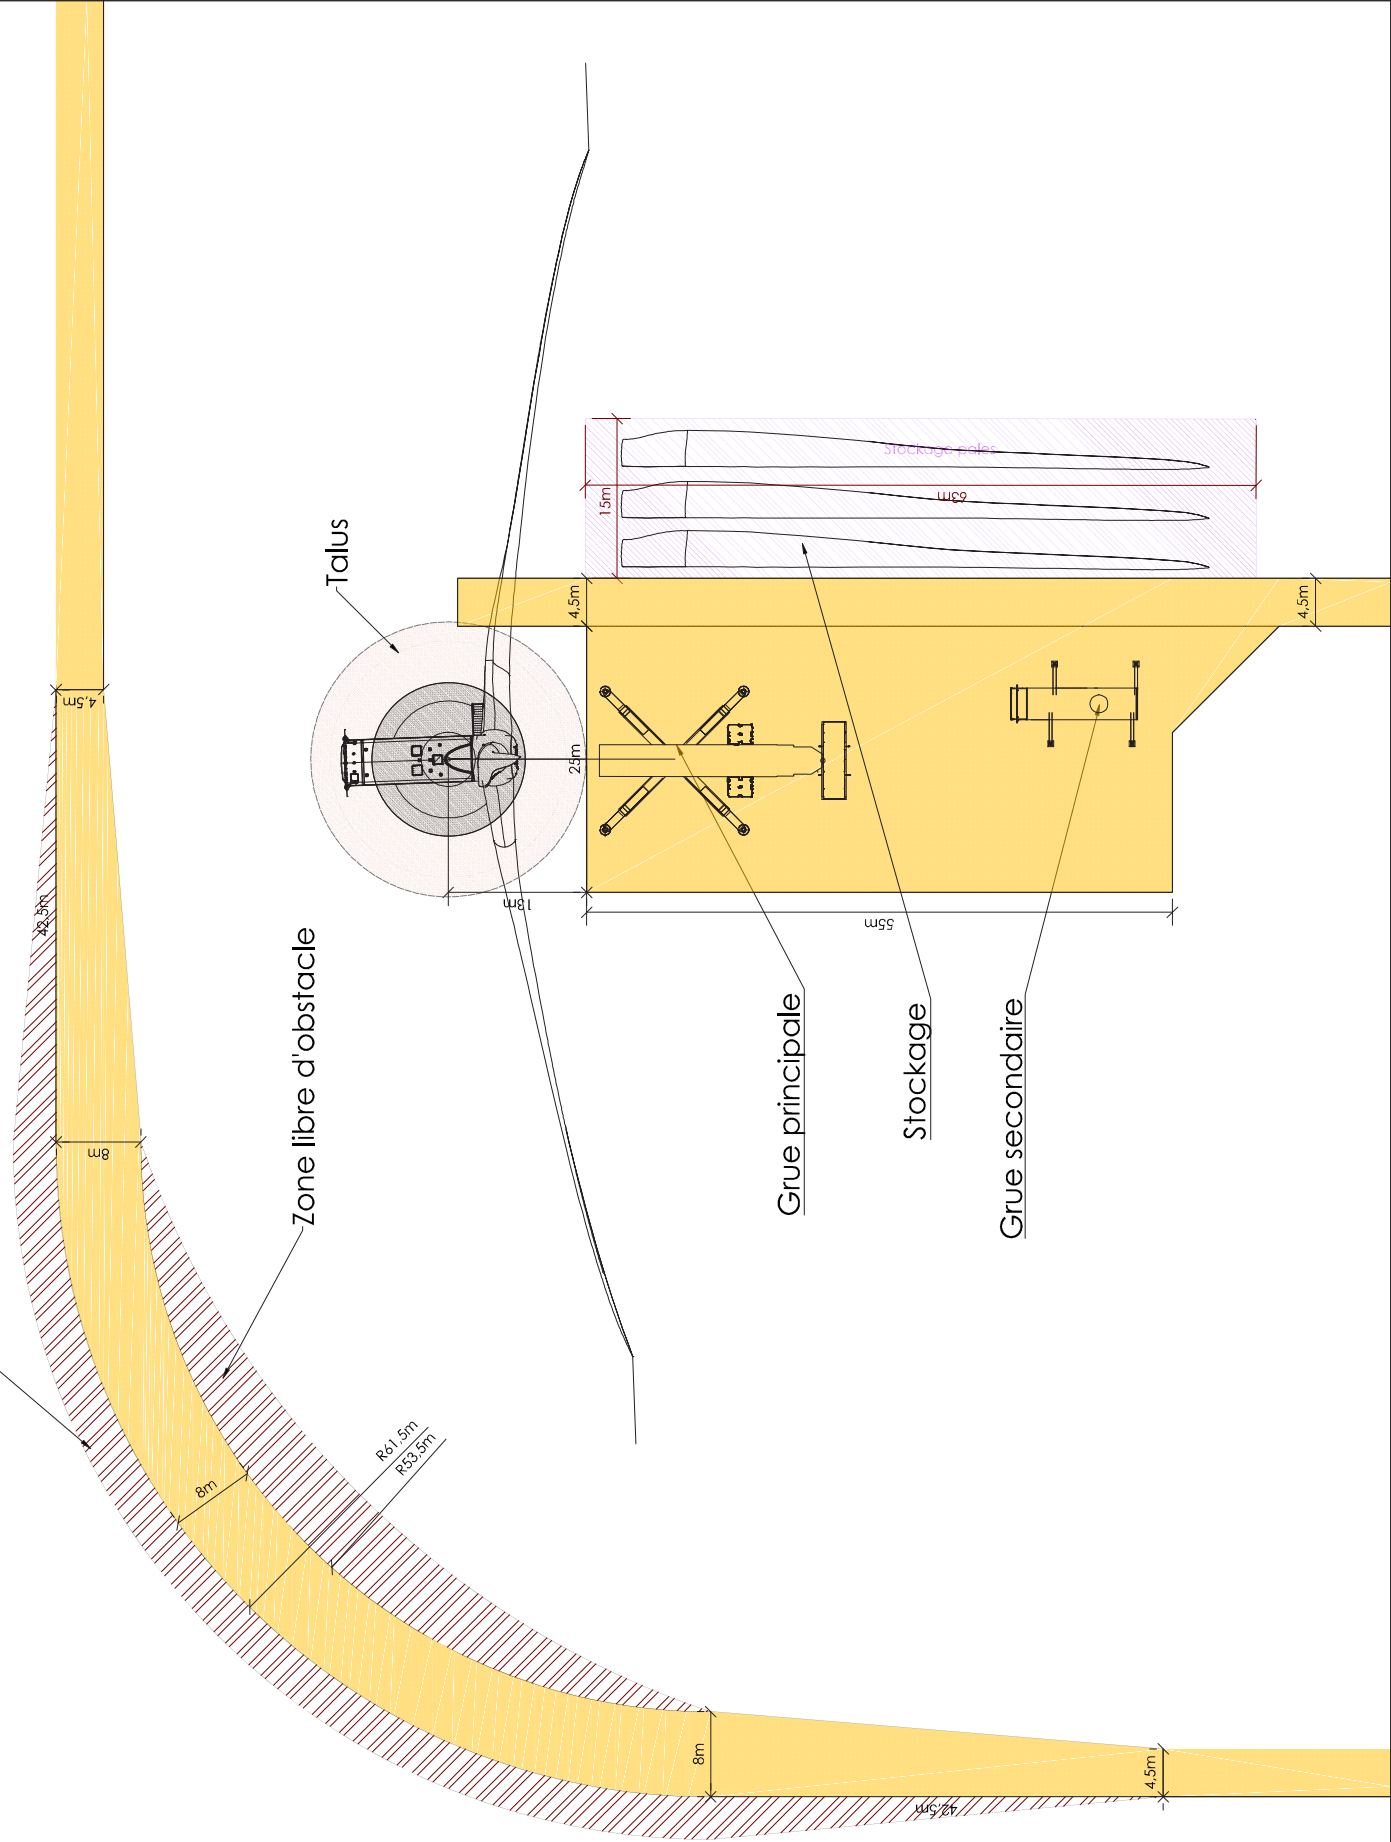 Talus
Stockage pales
63m
15m
4,5m
4,5m
4,5m
25m
13m
55m
42,5m
Zone libre d'obstacle
8m
Grue principale
Stockage
Grue secondaire
R61,5m
R53,5m
8m
8m
4,5m
42,5m